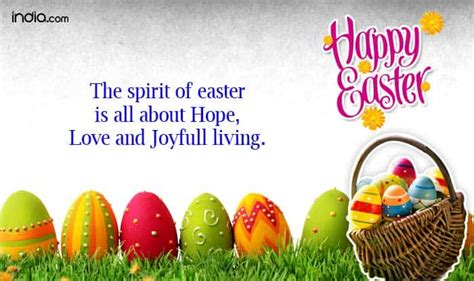 india.com
Happy
Easter
The spirit of easter
is all about Hope,
Love and Joyfull living.